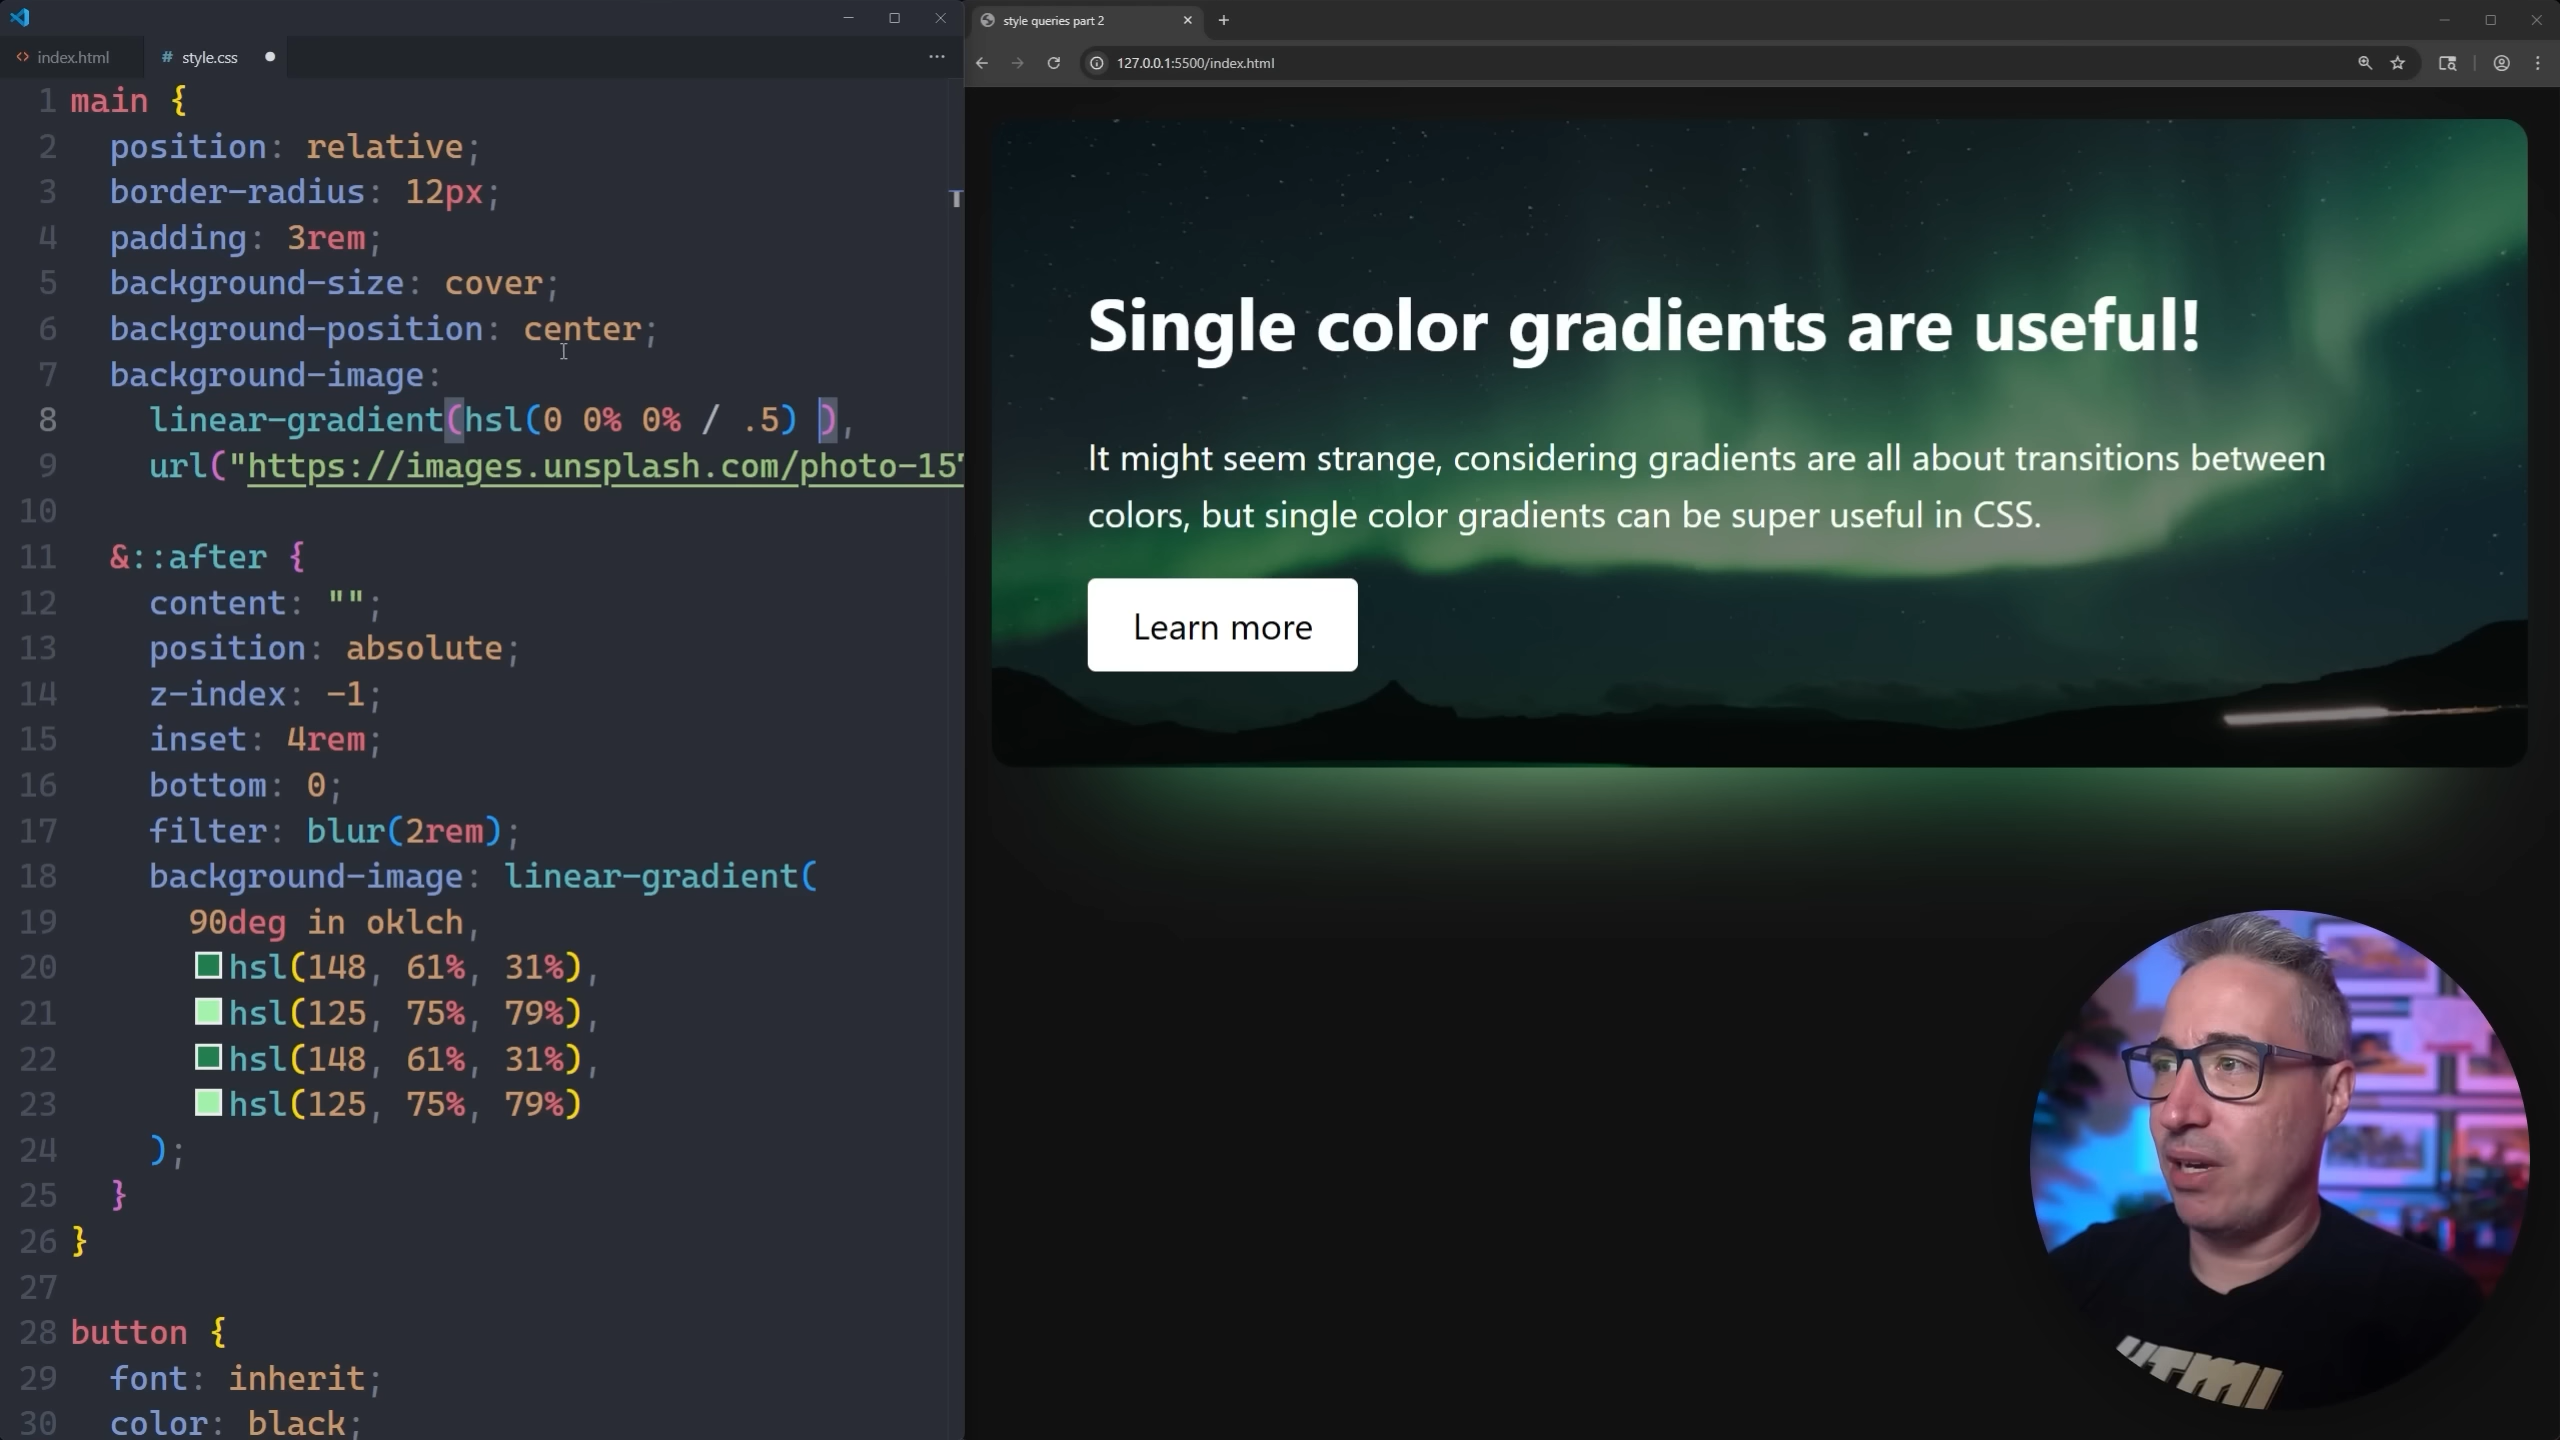 index.html
# style.css
1 main {
2 position: relative;
3 border-radius: 12px;
4 padding: 3rem;
5 background-size: cover;
6 background-position: center;
7 background-image:
8 linear-gradient(hsl(0 0% 0% / .5) ),
9 url("https://images.unsplash.com/photo-15
10
11 &::after {
12 content: "";
13 position: absolute;
14 z-index: -1;
15 inset: 4rem;
16 bottom: 0;
17 filter: blur(2rem);
18 background-image: linear-gradient(
19 90deg in oklch,
20 hsl(148, 61%, 31%),
21 hsl(125, 75%, 79%),
22 hsl(148, 61%, 31%),
23 hsl(125, 75%, 79%)
24 );
25 }
26 }
27
28 button {
29 font: inherit;
30 color: black;
style queries part 2
127.0.0.1:5500/index.html
Single color gradients are useful!
It might seem strange, considering gradients are all about transitions between
colors, but single color gradients can be super useful in CSS.
Learn more